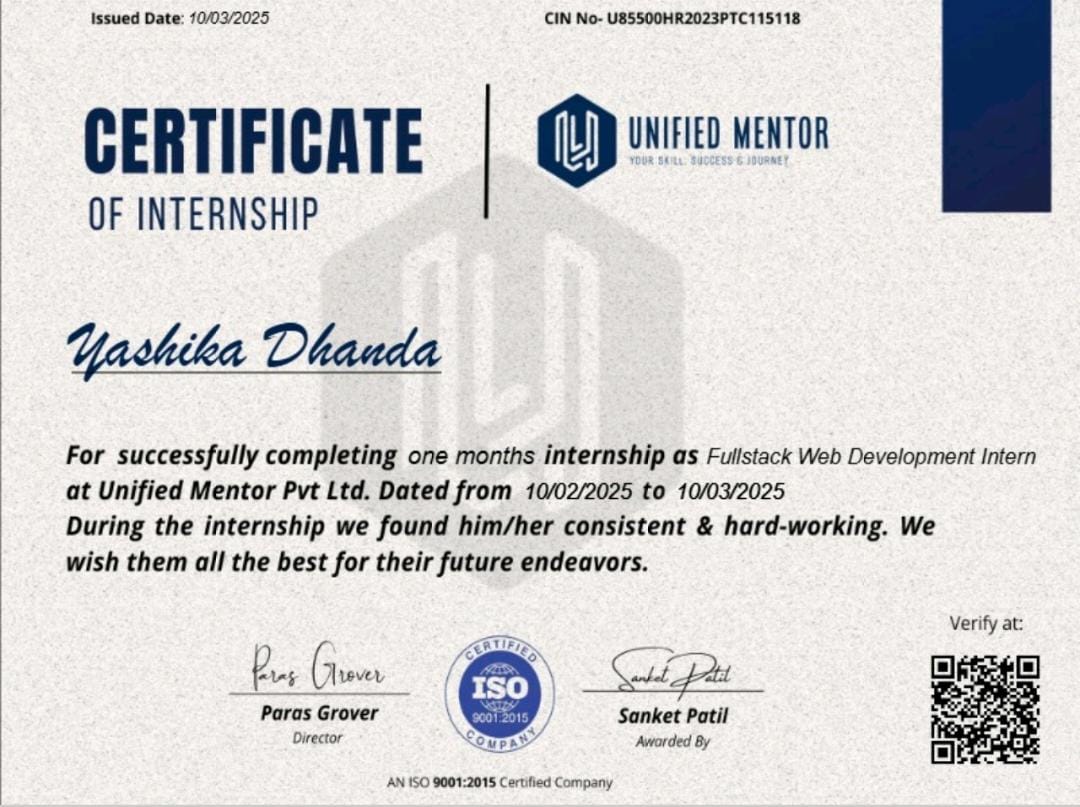 Issued Date: 10/03/2025
CIN No- U85500HR2023PTC115118
CERTIFICATE
OF INTERNSHIP
UNIFIED MENTOR
YOUR SKILL, SUCCESS & JOURNEY
Yashika Dhanda
For successfully completing one months internship as Fullstack Web Development Intern
at Unified Mentor Pvt Ltd. Dated from 10/02/2025 to 10/03/2025
During the internship we found him/her consistent & hard-working. We
wish them all the best for their future endeavors.
Verify at:
Paras Grover
Paras Grover
Director
CERTIFIED
ISO
9001:2015
COMPANY
Sanket Patil
Sanket Patil
Awarded By
AN ISO 9001:2015 Certified Company